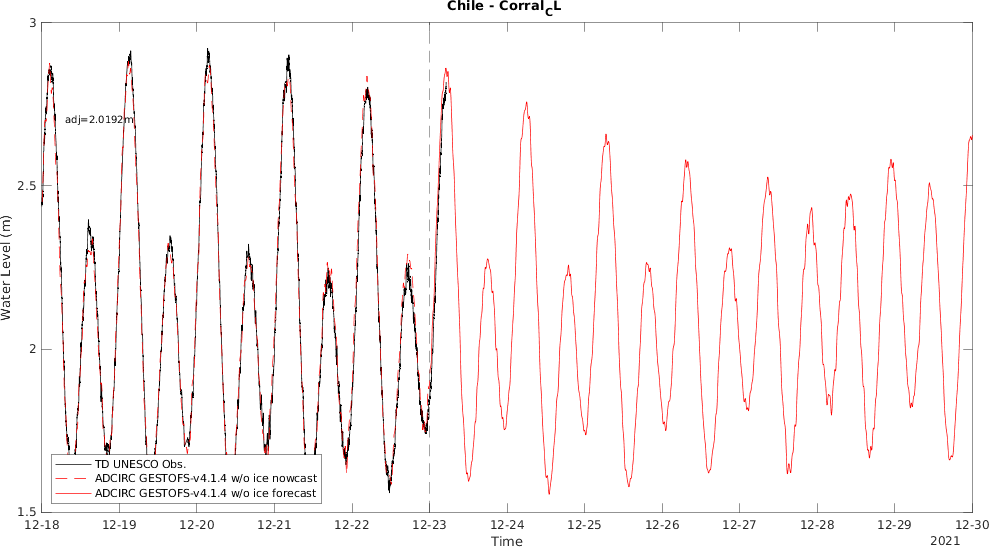 Chile - Corral_CL
3
2.5
2
1.5
Water Level (m)
adj=2.0192m
TD UNESCO Obs.
ADCIRC GESTOFS-v4.1.4 w/o ice nowcast
ADCIRC GESTOFS-v4.1.4 w/o ice forecast
12-18 12-19 12-20 12-21 12-22 12-23 12-24 12-25 12-26 12-27 12-28 12-29 12-30
Time
2021